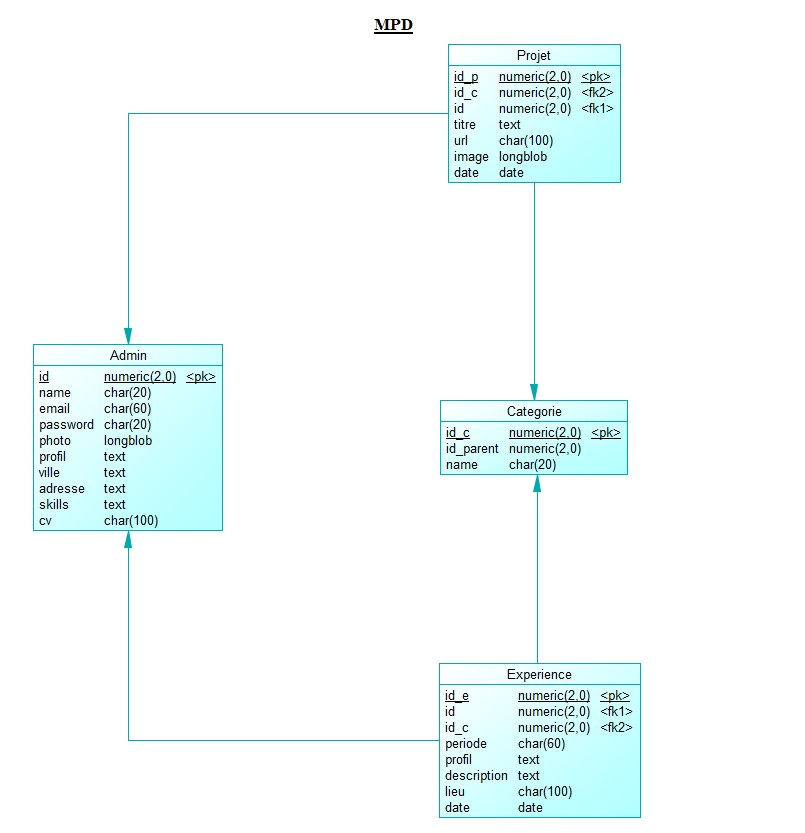 MPD
Projet
id_p numeric(2,0) <pk>
id_c numeric(2,0) <fk2>
id numeric(2,0) <fk1>
titre text
url char(100)
image longblob
date date
Admin
id numeric(2,0) <pk>
name char(20)
email char(60)
password char(20)
photo longblob
profil text
ville text
adresse text
skills text
cv char(100)
Categorie
id_c numeric(2,0) <pk>
id_parent numeric(2,0)
name char(20)
Experience
id_e numeric(2,0) <pk>
id numeric(2,0) <fk1>
id_c numeric(2,0) <fk2>
periode char(60)
profil text
description text
lieu char(100)
date date